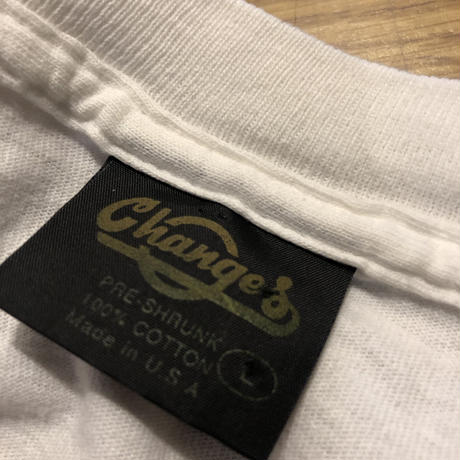 Changes
PRE-SHRUNK
100% COTTON
Made in U.S.A
L